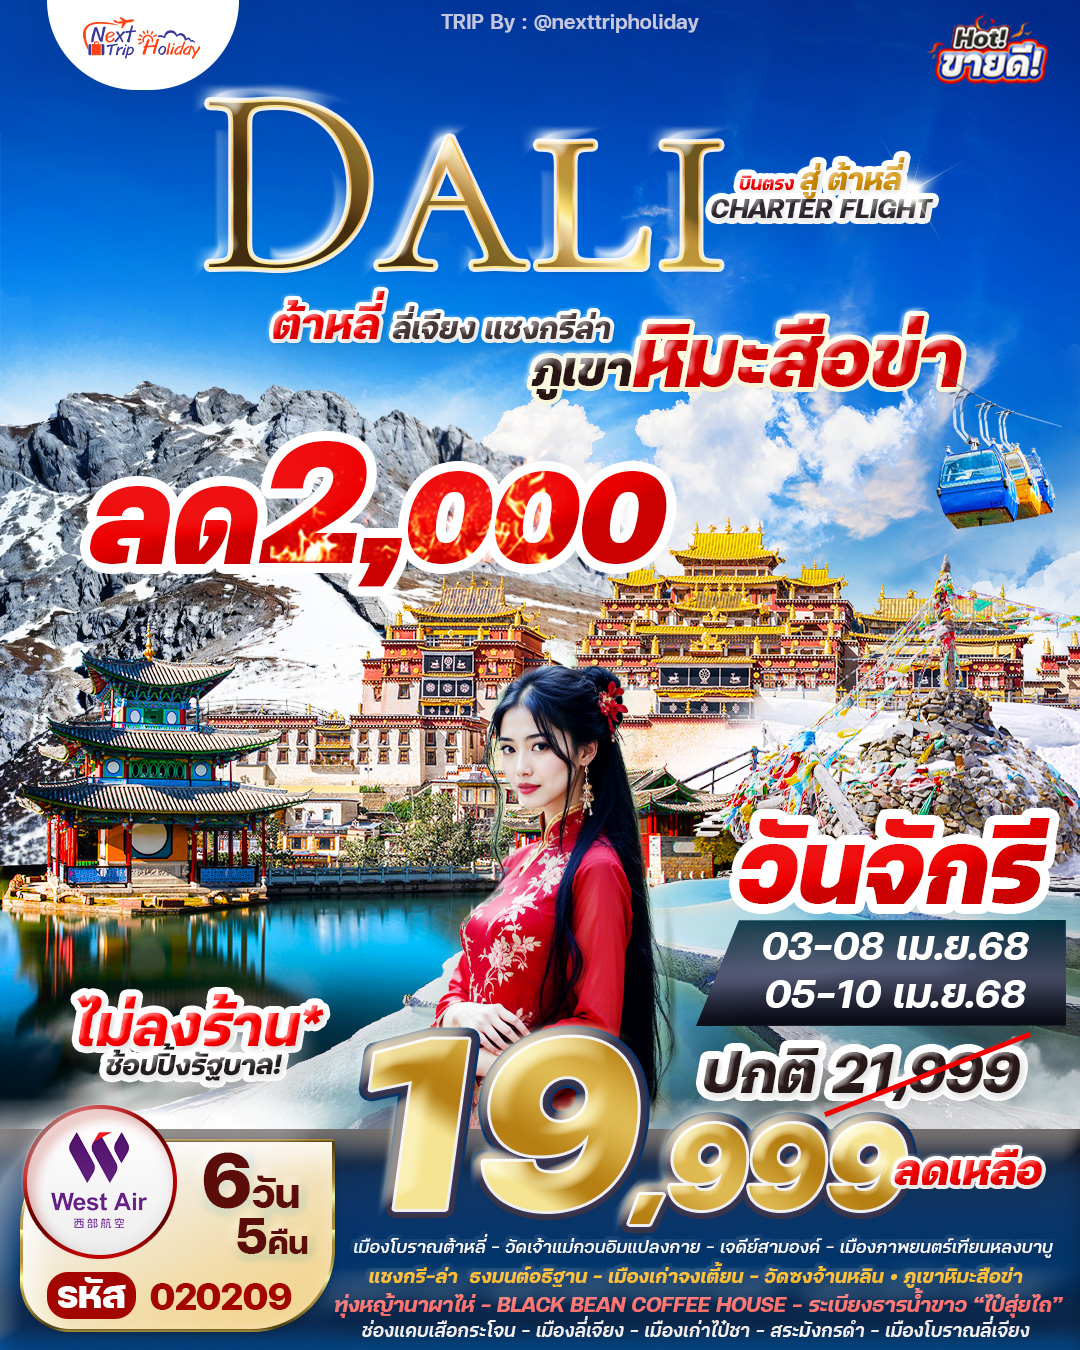 TRIP By : @nexttripholiday
Next Trip Holiday
Hot!
ขายดี!
DALI
บินตรง สู่ ต้าหลี่
CHARTER FLIGHT
ต้าหลี่ ลี่เจียง แชงกรีล่า
ภูเขาหิมะสือข่า
ลด2,000
วันจักรี
03-08 เม.ย.68
05-10 เม.ย.68
ไม่ลงร้าน*
ช้อปปิ้งรัฐบาล!
ปกติ 21,999
19,999
ลดเหลือ
West Air
西部航空
6วัน
5คืน
รหัส 020209
เมืองโบราณต้าหลี่ - วัดเจ้าแม่กวนอิมแปลงกาย - เจดีย์สามองค์ - เมืองภาพยนตร์เทียนหลงบาบู
แชงกรี-ล่า ธงมนต์อธิฐาน - เมืองเก่าจงเตี้ยน - วัดซงจ้านหลิน • ภูเขาหิมะสือข่า
ทุ่งหญ้านาผาไห่ - BLACK BEAN COFFEE HOUSE - ระเบียงธารน้ำขาว “ไป๋สุ่ยไถ”
ช่องแคบเสือกระโจน - เมืองลี่เจียง - เมืองเก่าไป๋ซา - สระมังกรดำ - เมืองโบราณลี่เจียง